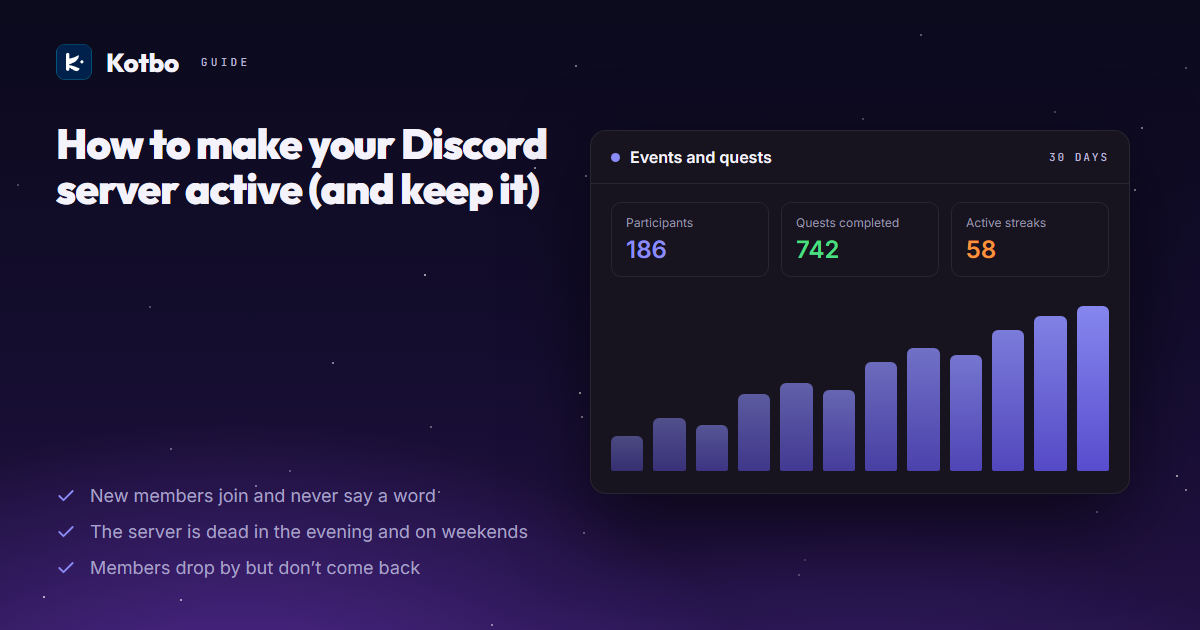 Kotbo GUIDE
How to make your Discord
server active (and keep it)
Events and quests 30 DAYS
Participants Quests completed Active streaks
186 742 58
New members join and never say a word
The server is dead in the evening and on weekends
Members drop by but don’t come back